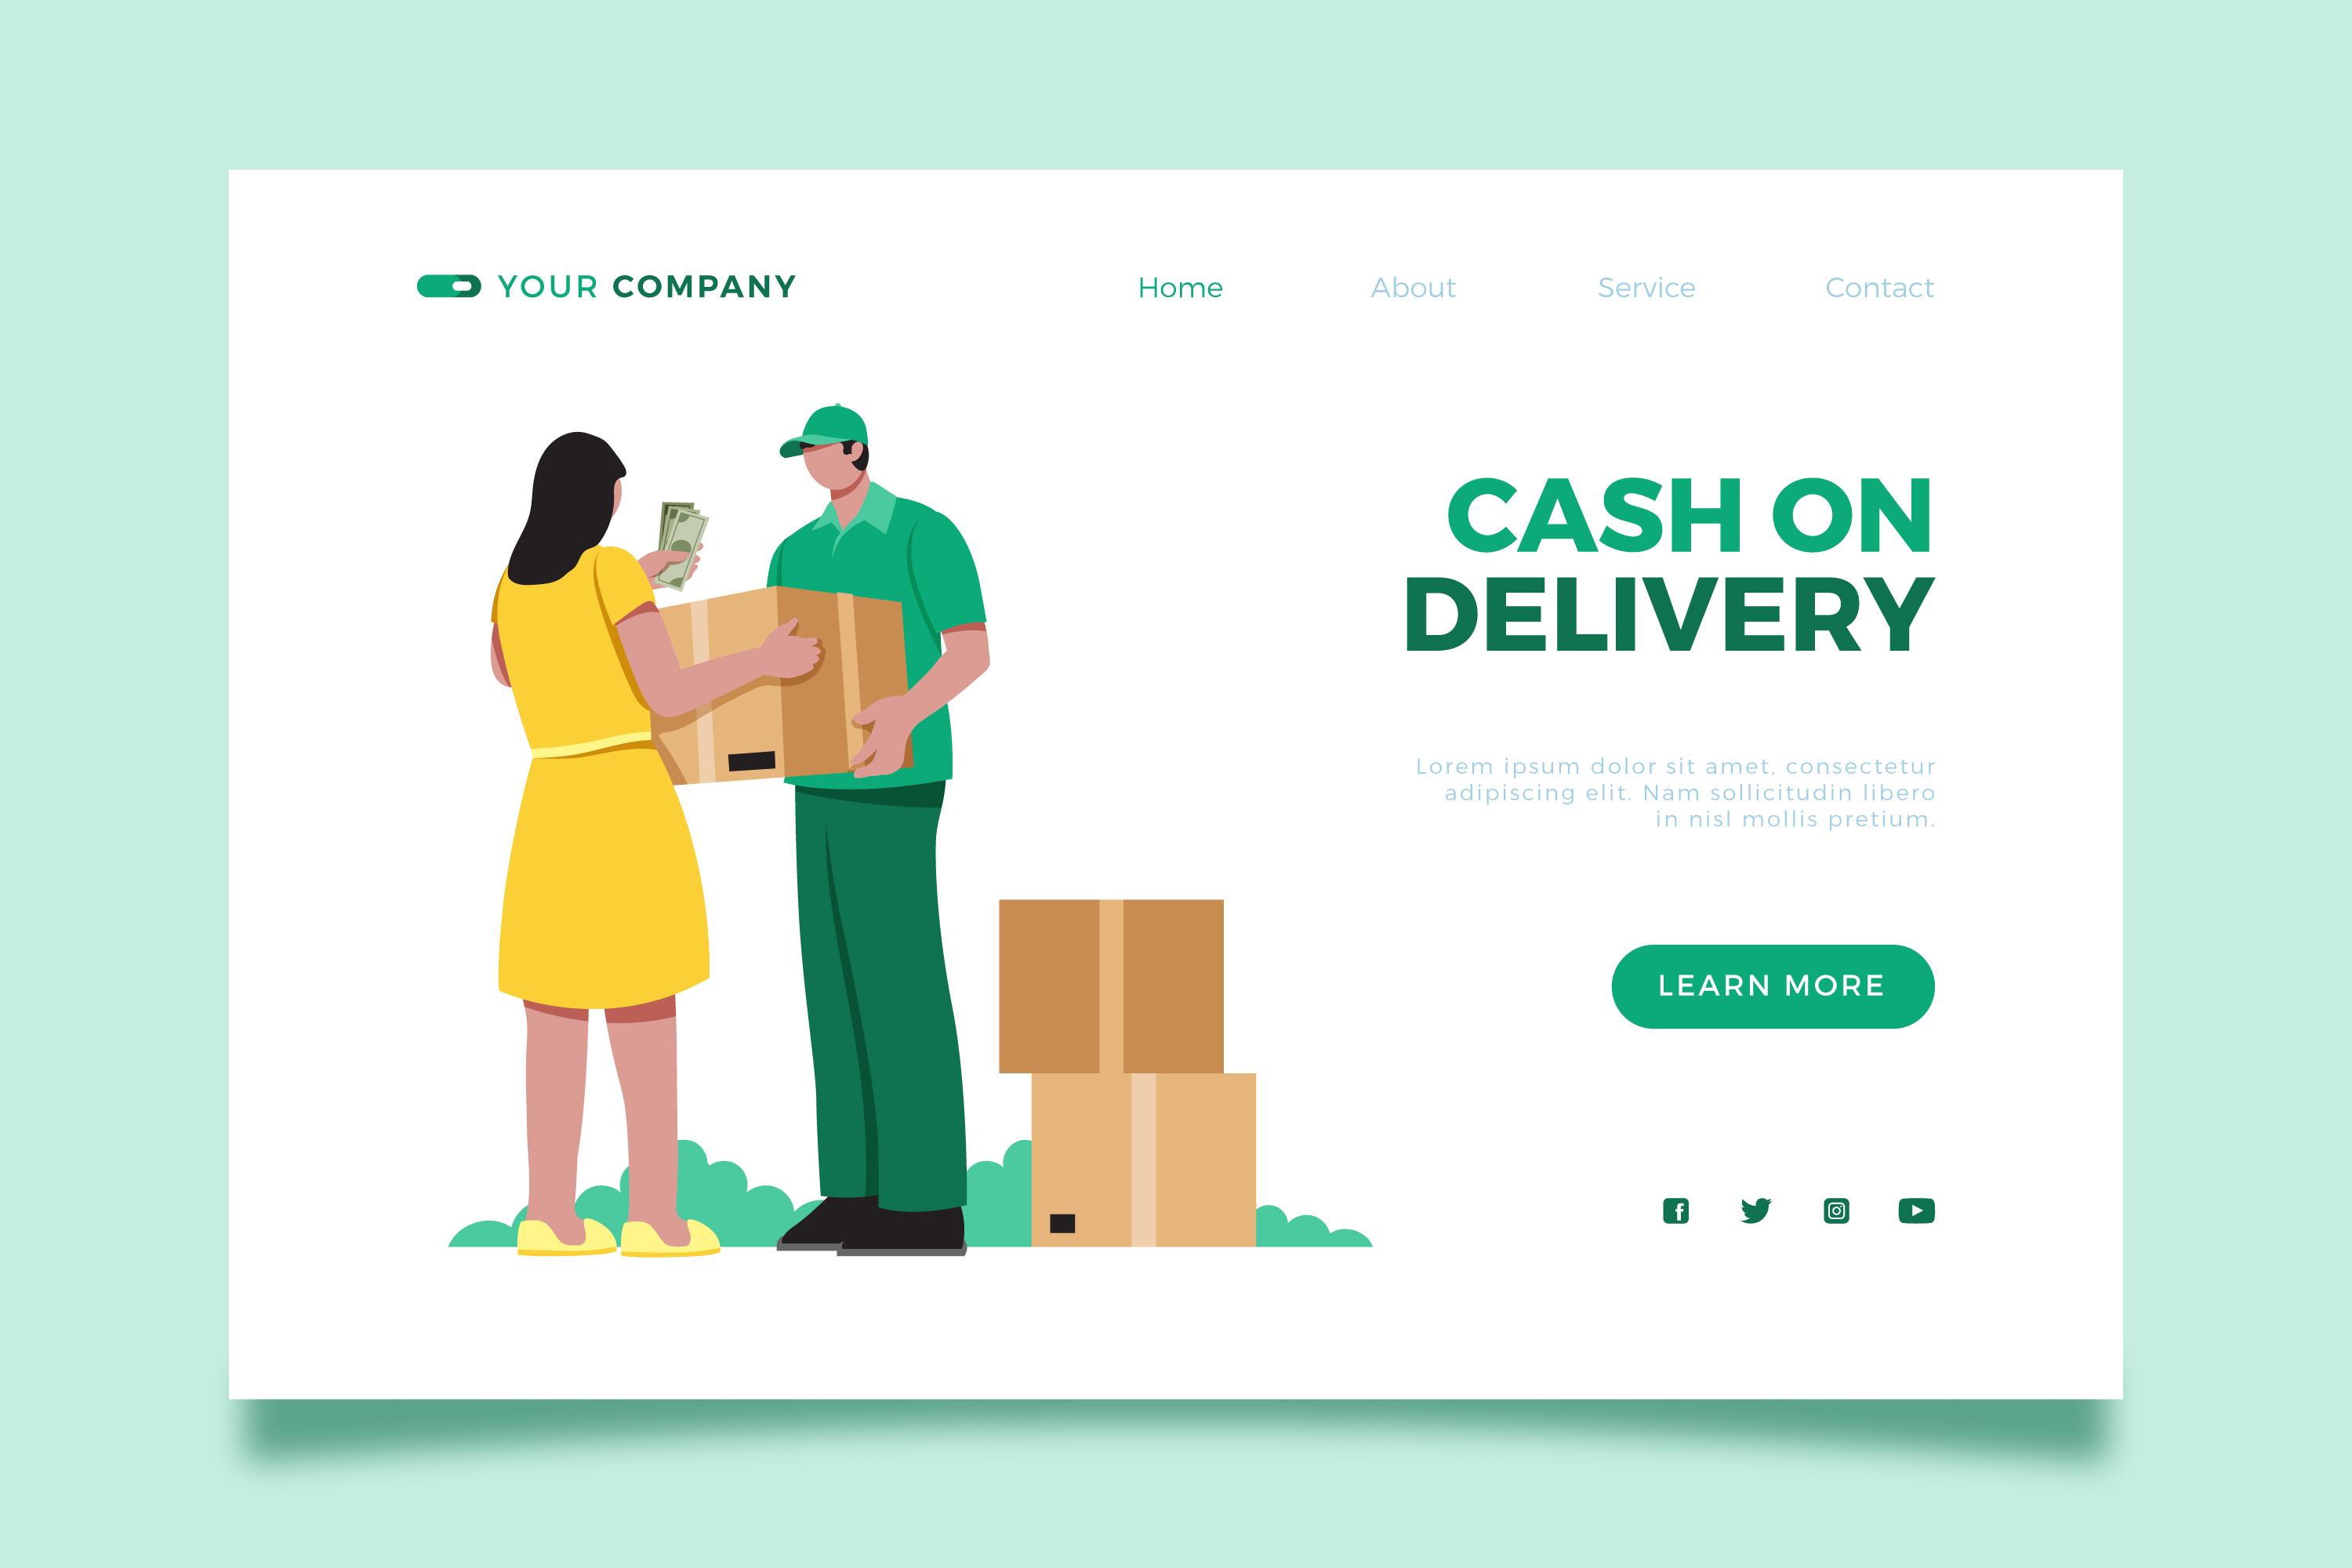 YOUR COMPANY
Home
About
Service
Contact
CASH ON
DELIVERY
Lorem ipsum dolor sit amet, consectetur
adipiscing elit. Nam sollicitudin libero
in nisl mollis pretium.
LEARN MORE